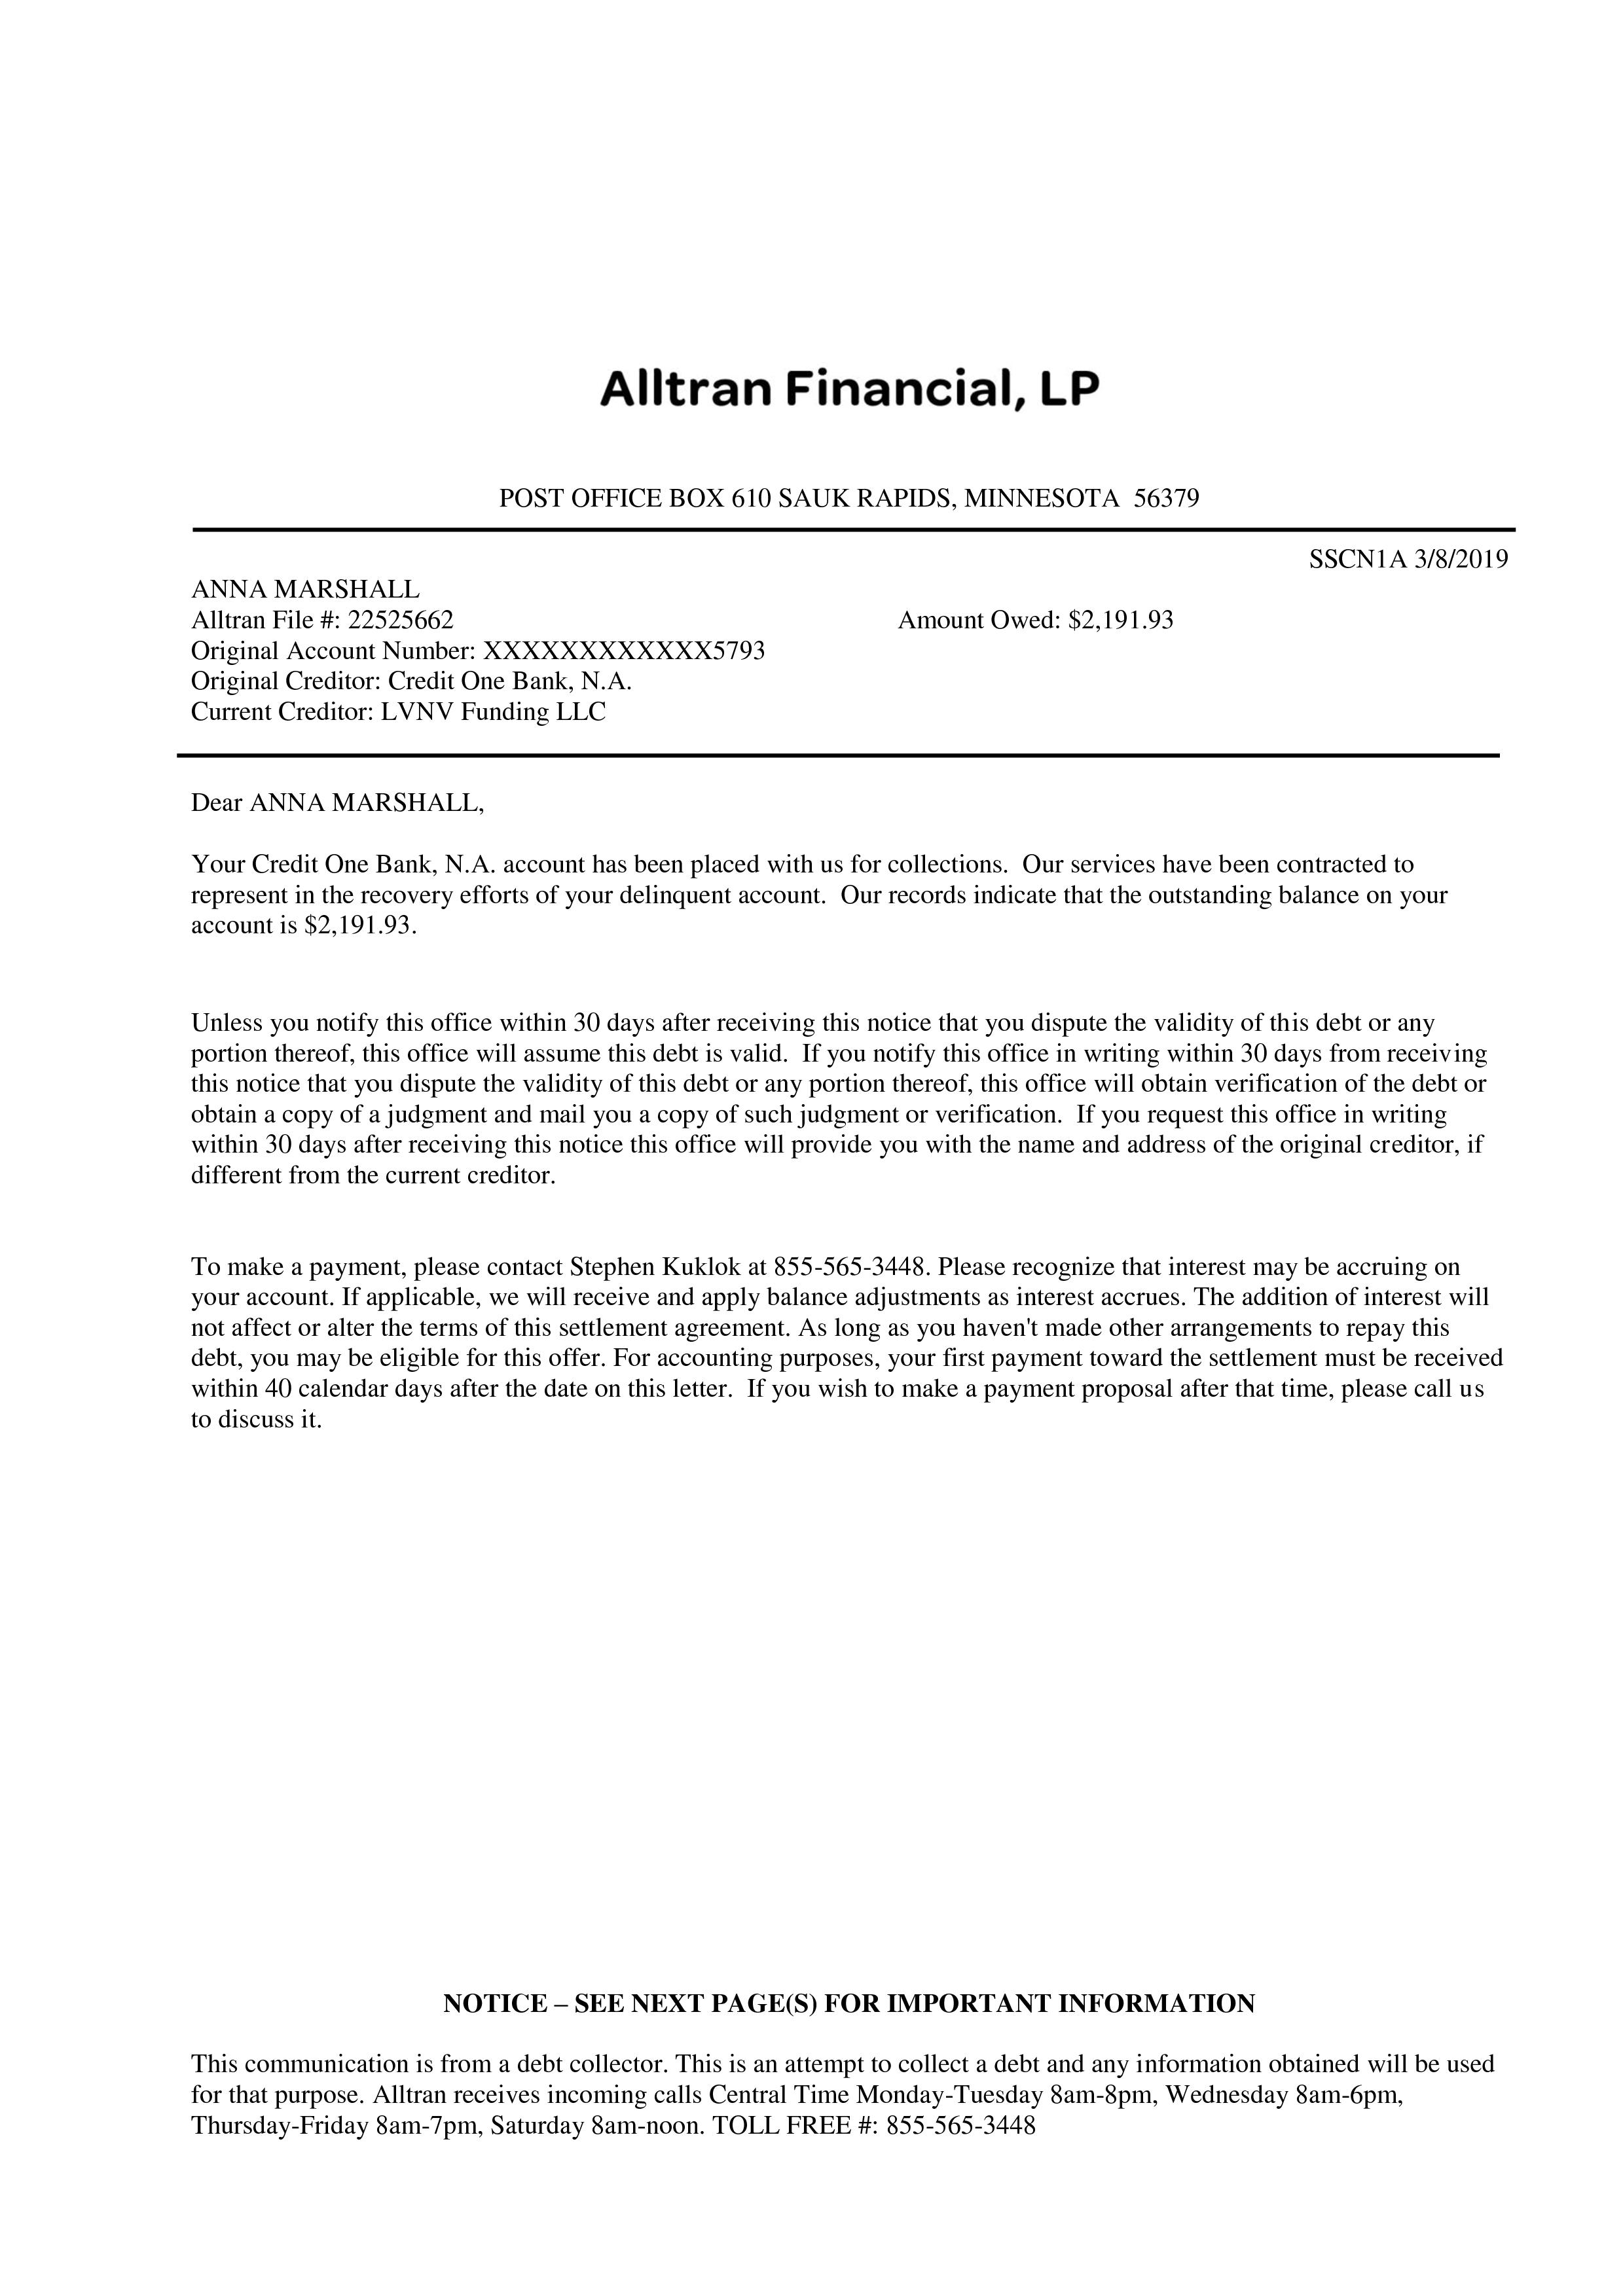 Alltran Financial, LP
POST OFFICE BOX 610 SAUK RAPIDS, MINNESOTA  56379
SSCN1A 3/8/2019
ANNA MARSHALL
Alltran File #: 22525662 Amount Owed: $2,191.93
Original Account Number: XXXXXXXXXXXX5793
Original Creditor: Credit One Bank, N.A.
Current Creditor: LVNV Funding LLC
Dear ANNA MARSHALL,
Your Credit One Bank, N.A. account has been placed with us for collections.  Our services have been contracted to
represent in the recovery efforts of your delinquent account.  Our records indicate that the outstanding balance on your
account is $2,191.93.
Unless you notify this office within 30 days after receiving this notice that you dispute the validity of this debt or any
portion thereof, this office will assume this debt is valid.  If you notify this office in writing within 30 days from receiving
this notice that you dispute the validity of this debt or any portion thereof, this office will obtain verification of the debt or
obtain a copy of a judgment and mail you a copy of such judgment or verification.  If you request this office in writing
within 30 days after receiving this notice this office will provide you with the name and address of the original creditor, if
different from the current creditor.
To make a payment, please contact Stephen Kuklok at 855-565-3448. Please recognize that interest may be accruing on
your account. If applicable, we will receive and apply balance adjustments as interest accrues. The addition of interest will
not affect or alter the terms of this settlement agreement. As long as you haven't made other arrangements to repay this
debt, you may be eligible for this offer. For accounting purposes, your first payment toward the settlement must be received
within 40 calendar days after the date on this letter.  If you wish to make a payment proposal after that time, please call us
to discuss it.
NOTICE – SEE NEXT PAGE(S) FOR IMPORTANT INFORMATION
This communication is from a debt collector. This is an attempt to collect a debt and any information obtained will be used
for that purpose. Alltran receives incoming calls Central Time Monday-Tuesday 8am-8pm, Wednesday 8am-6pm,
Thursday-Friday 8am-7pm, Saturday 8am-noon. TOLL FREE #: 855-565-3448